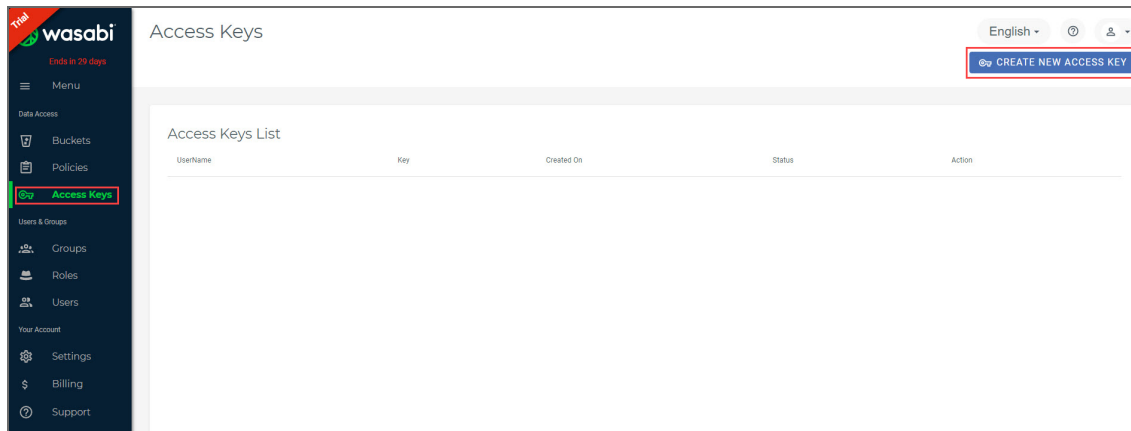 Trial
wasabi
Ends in 29 days
Menu
Data Access
Buckets
Policies
Access Keys
Users & Groups
Groups
Roles
Users
Your Account
Settings
Billing
Support
Access Keys
English
CREATE NEW ACCESS KEY
Access Keys List
UserName Key Created On Status Action